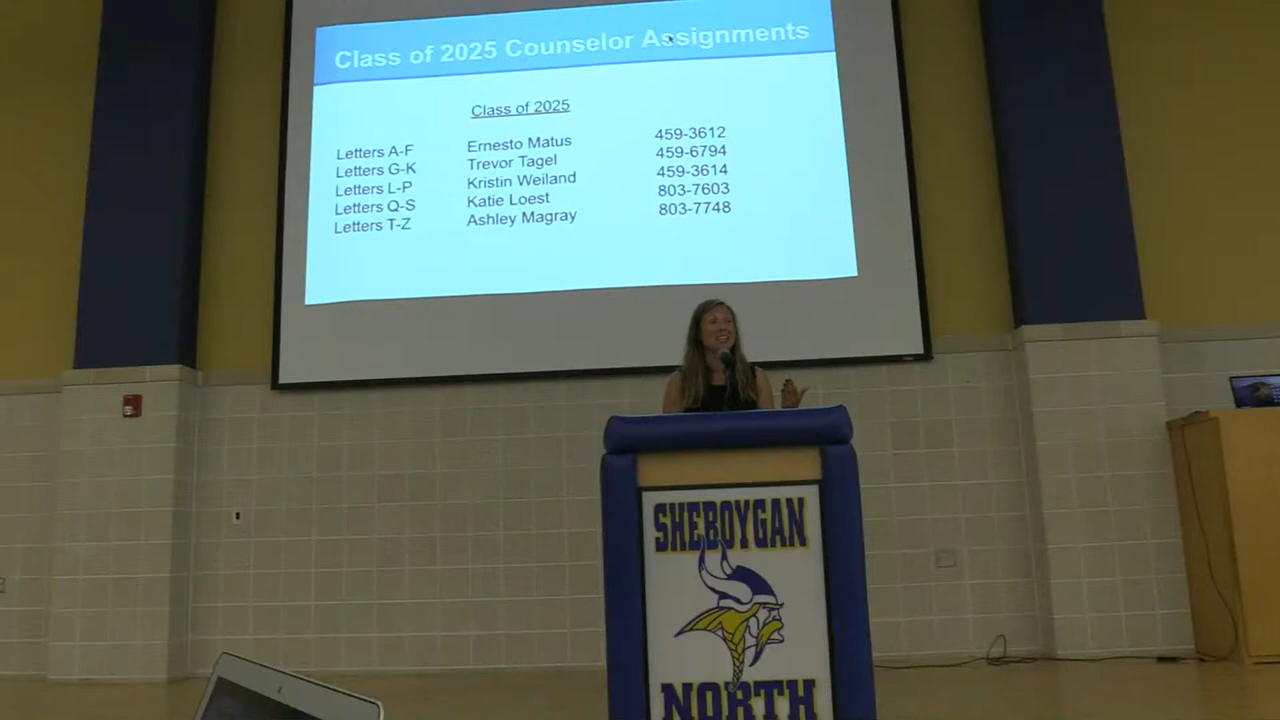 Class of 2025 Counselor Assignments
Class of 2025
Letters A-F Ernesto Matus 459-3612
Letters G-K Trevor Tagel 459-6794
Letters L-P Kristin Weiland 459-3614
Letters Q-S Katie Loest 803-7603
Letters T-Z Ashley Magray 803-7748
SHEBOYGAN
NORTH